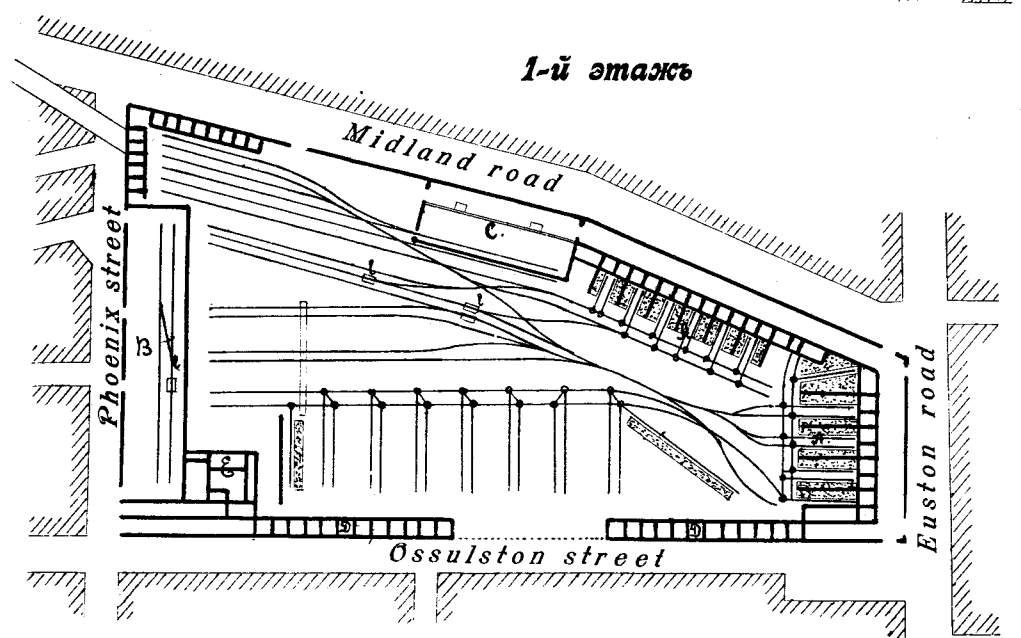 1-й этажъ
Midland road
C.
Phoenix street
B
E
A
Euston road
D
D
Ossulston street